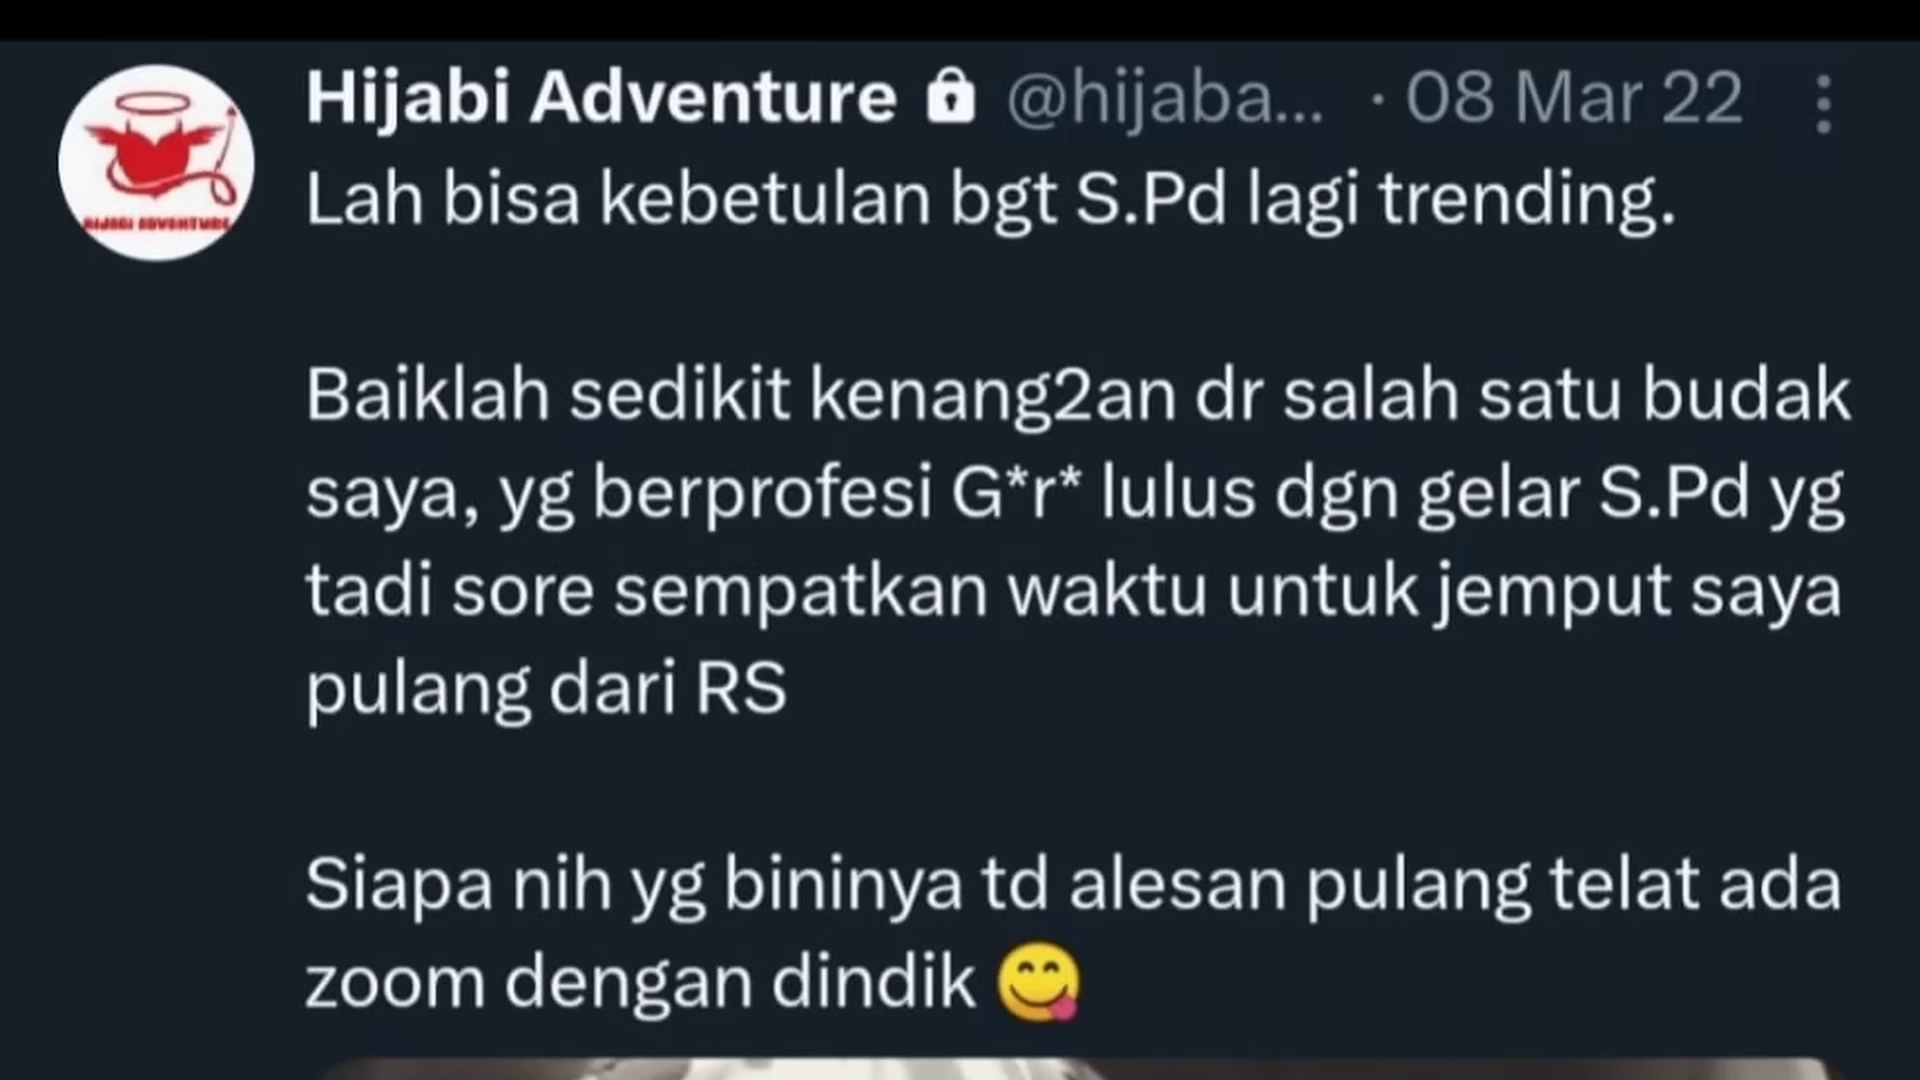 Hijabi Adventure @hijaba... · 08 Mar 22
Lah bisa kebetulan bgt S.Pd lagi trending.
Baiklah sedikit kenang2an dr salah satu budak
saya, yg berprofesi G*r* lulus dgn gelar S.Pd yg
tadi sore sempatkan waktu untuk jemput saya
pulang dari RS
Siapa nih yg bininya td alesan pulang telat ada
zoom dengan dindik 😋
HIJABI ADVENTURE